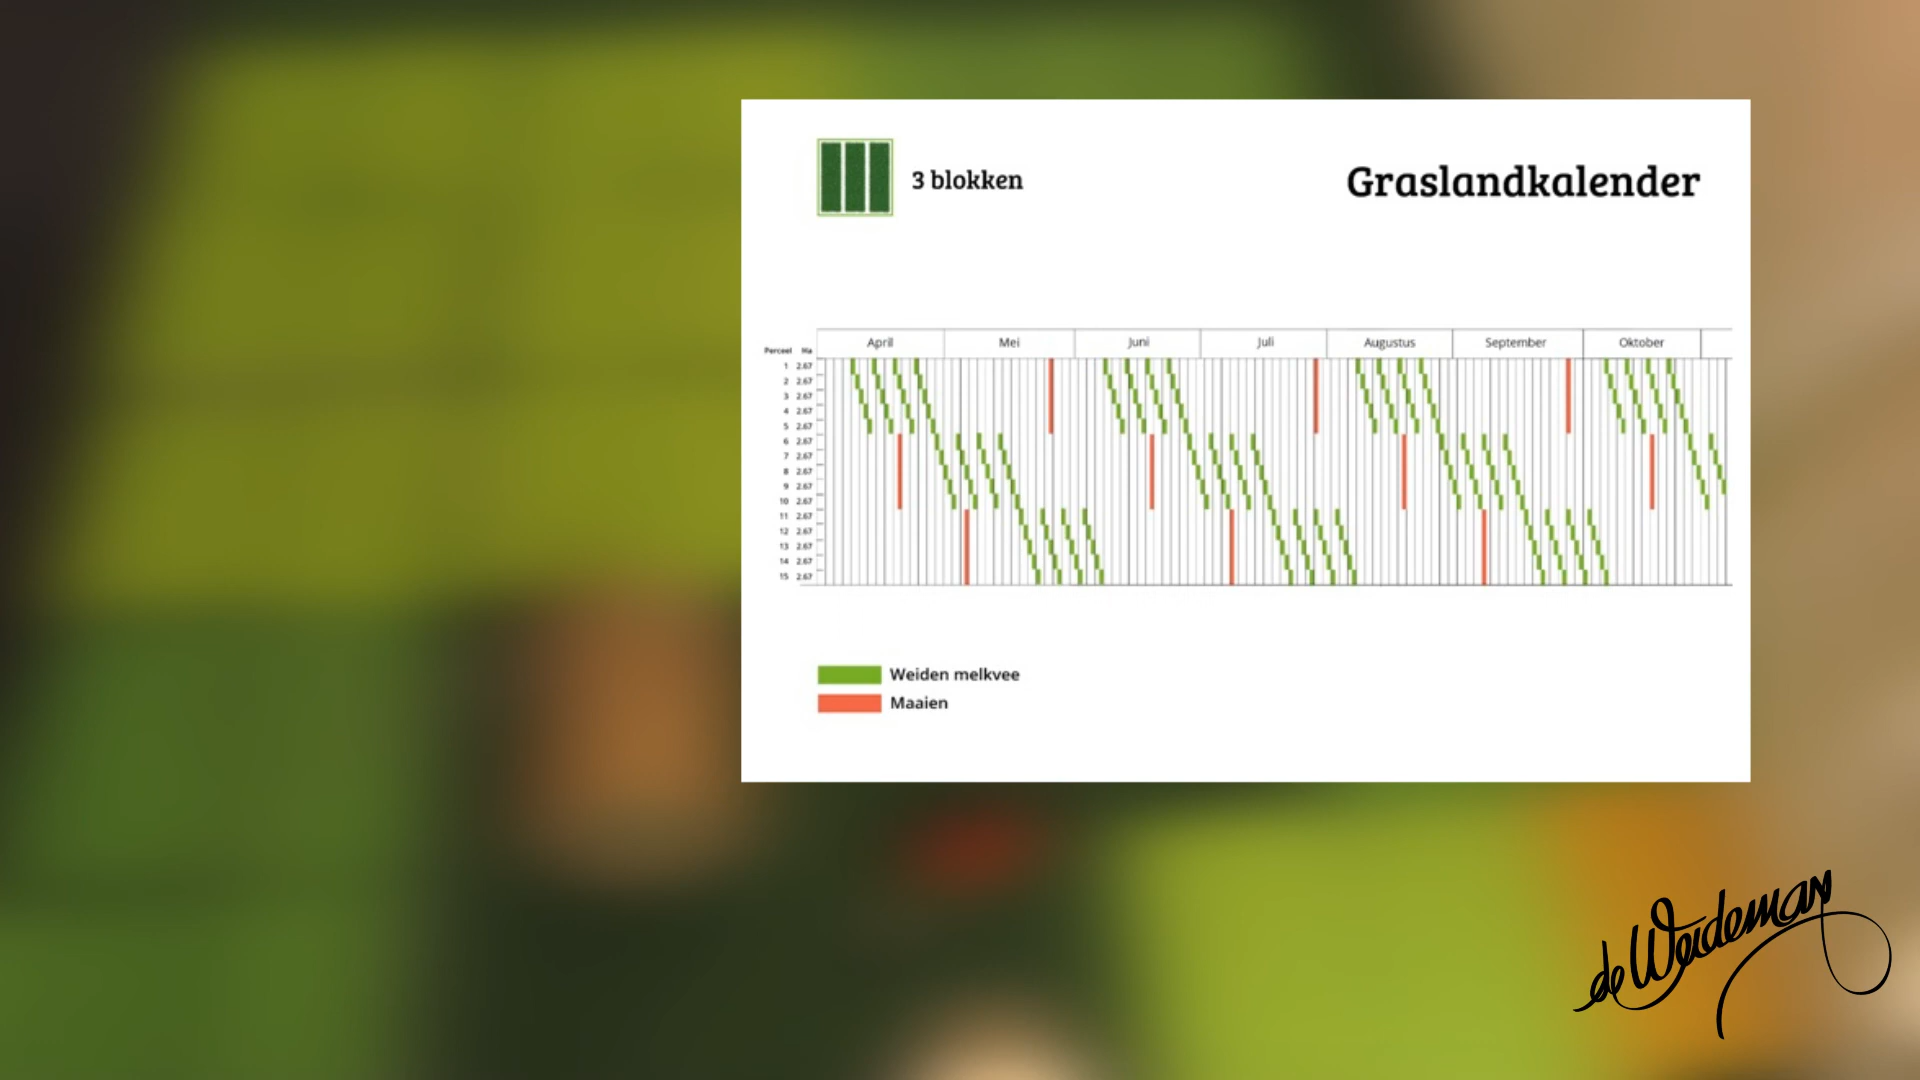 3 blokken
Graslandkalender
April Mei Juni Juli Augustus September Oktober
Perceel Ha
1 2.67
2 2.67
3 2.67
4 2.67
5 2.67
6 2.67
7 2.67
8 2.67
9 2.67
10 2.67
11 2.67
12 2.67
13 2.67
14 2.67
15 2.67
Weiden melkvee
Maaien
de Weideman